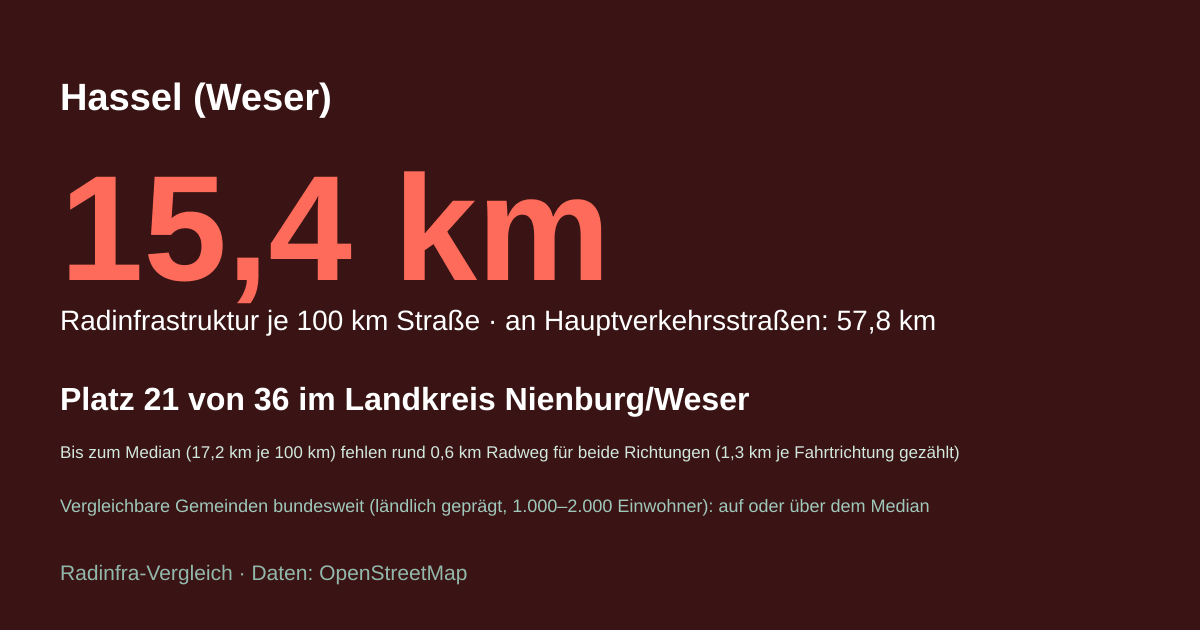 Hassel (Weser)
15,4 km
Radinfrastruktur je 100 km Straße · an Hauptverkehrsstraßen: 57,8 km
Platz 21 von 36 im Landkreis Nienburg/Weser
Bis zum Median (17,2 km je 100 km) fehlen rund 0,6 km Radweg für beide Richtungen (1,3 km je Fahrtrichtung gezählt)
Vergleichbare Gemeinden bundesweit (ländlich geprägt, 1.000–2.000 Einwohner): auf oder über dem Median
Radinfra-Vergleich · Daten: OpenStreetMap